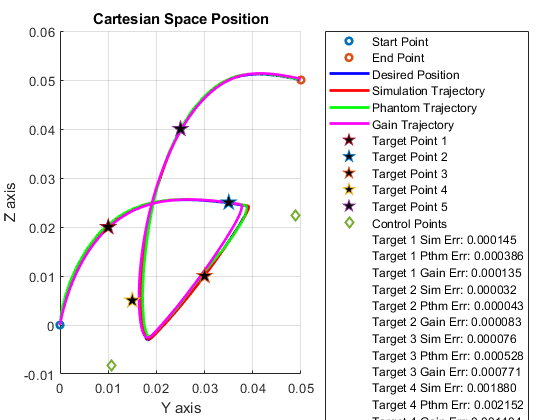 Cartesian Space Position
0.06
0.05
0.04
0.03
0.02
0.01
0
-0.01
Z axis
0 0.01 0.02 0.03 0.04 0.05
Y axis
Start Point
End Point
Desired Position
Simulation Trajectory
Phantom Trajectory
Gain Trajectory
Target Point 1
Target Point 2
Target Point 3
Target Point 4
Target Point 5
Control Points
Target 1 Sim Err: 0.000145
Target 1 Pthm Err: 0.000386
Target 1 Gain Err: 0.000135
Target 2 Sim Err: 0.000032
Target 2 Pthm Err: 0.000043
Target 2 Gain Err: 0.000083
Target 3 Sim Err: 0.000076
Target 3 Pthm Err: 0.000528
Target 3 Gain Err: 0.000771
Target 4 Sim Err: 0.001880
Target 4 Pthm Err: 0.002152
Target 4 Gain Err: